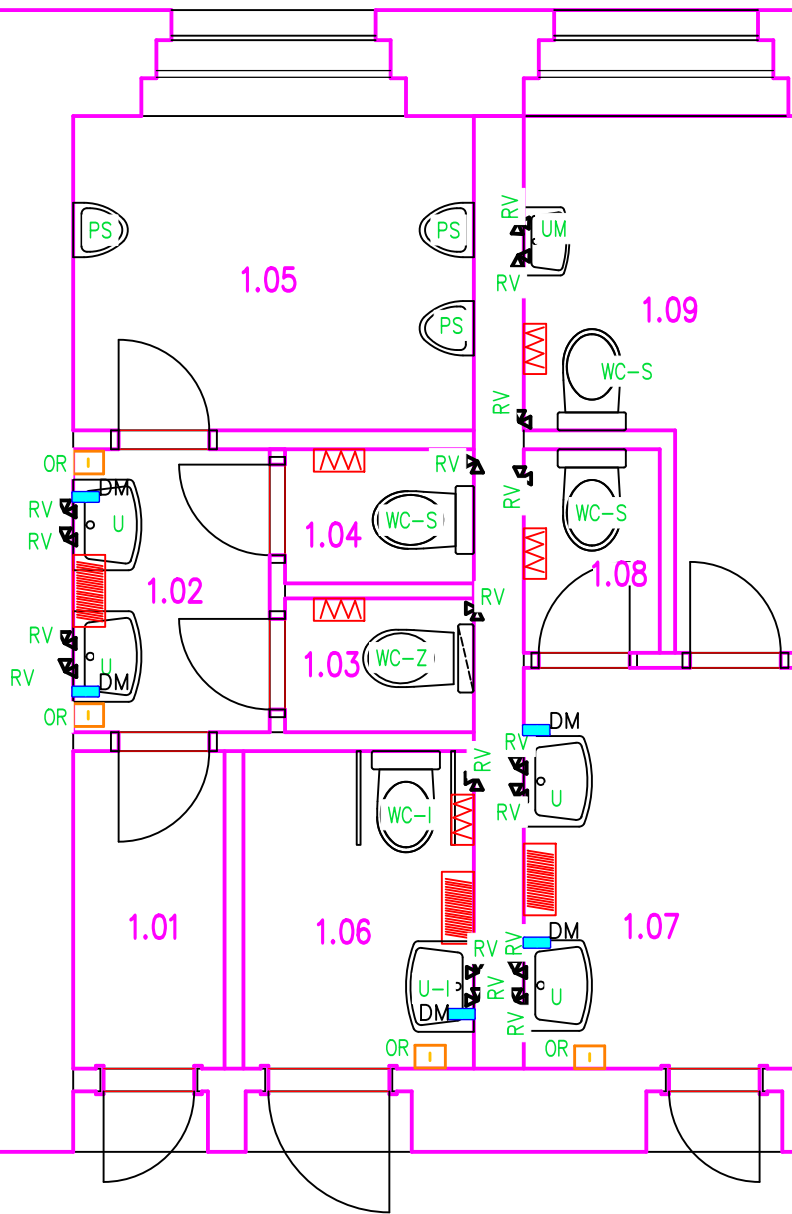 RV
PS
PS
UM
1.05
RV
1.09
PS
WC-S
RV
OR
RV
DM
RV
RV
U
WC-S
WC-S
1.04
RV
1.08
1.02
RV
RV
1.03
WC-Z
U
RV
DM
OR
DM
RV
RV
U
RV
WC-I
1.01
1.06
1.07
DM
RV
RV
U-I
RV
U
DM
RV
OR
OR